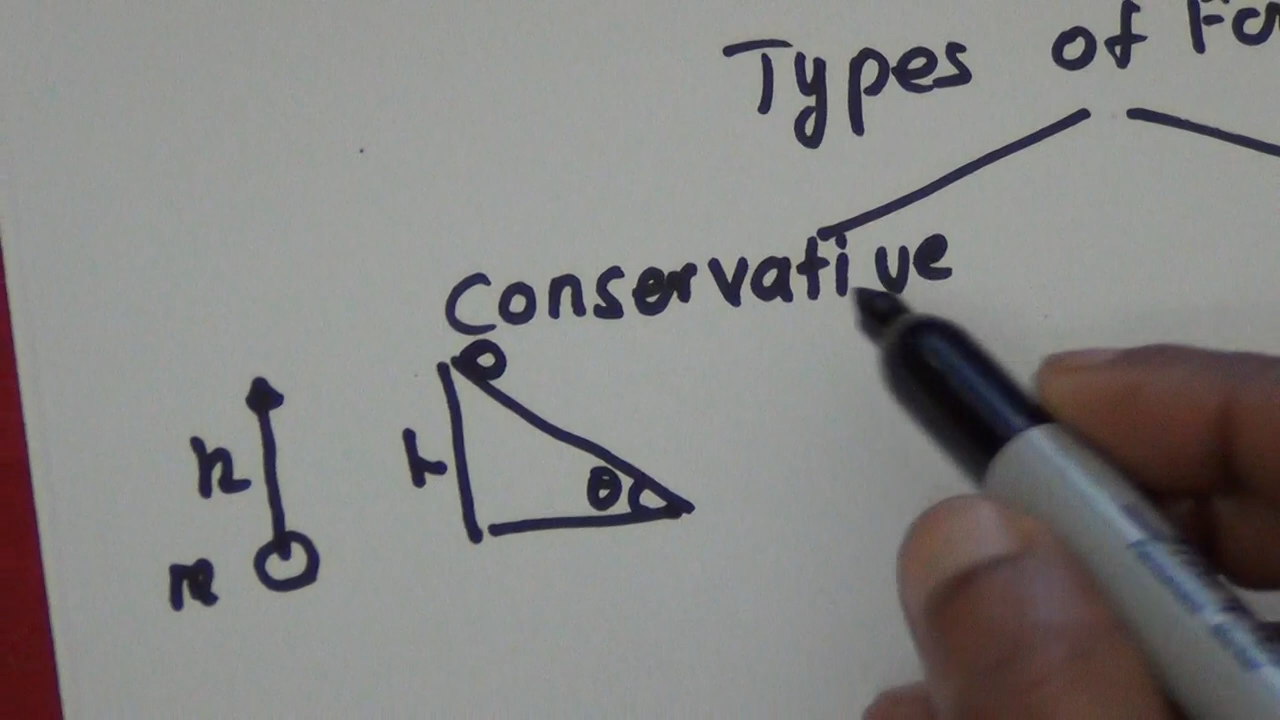 Types of Fo
Conservative
h
h
θ
m